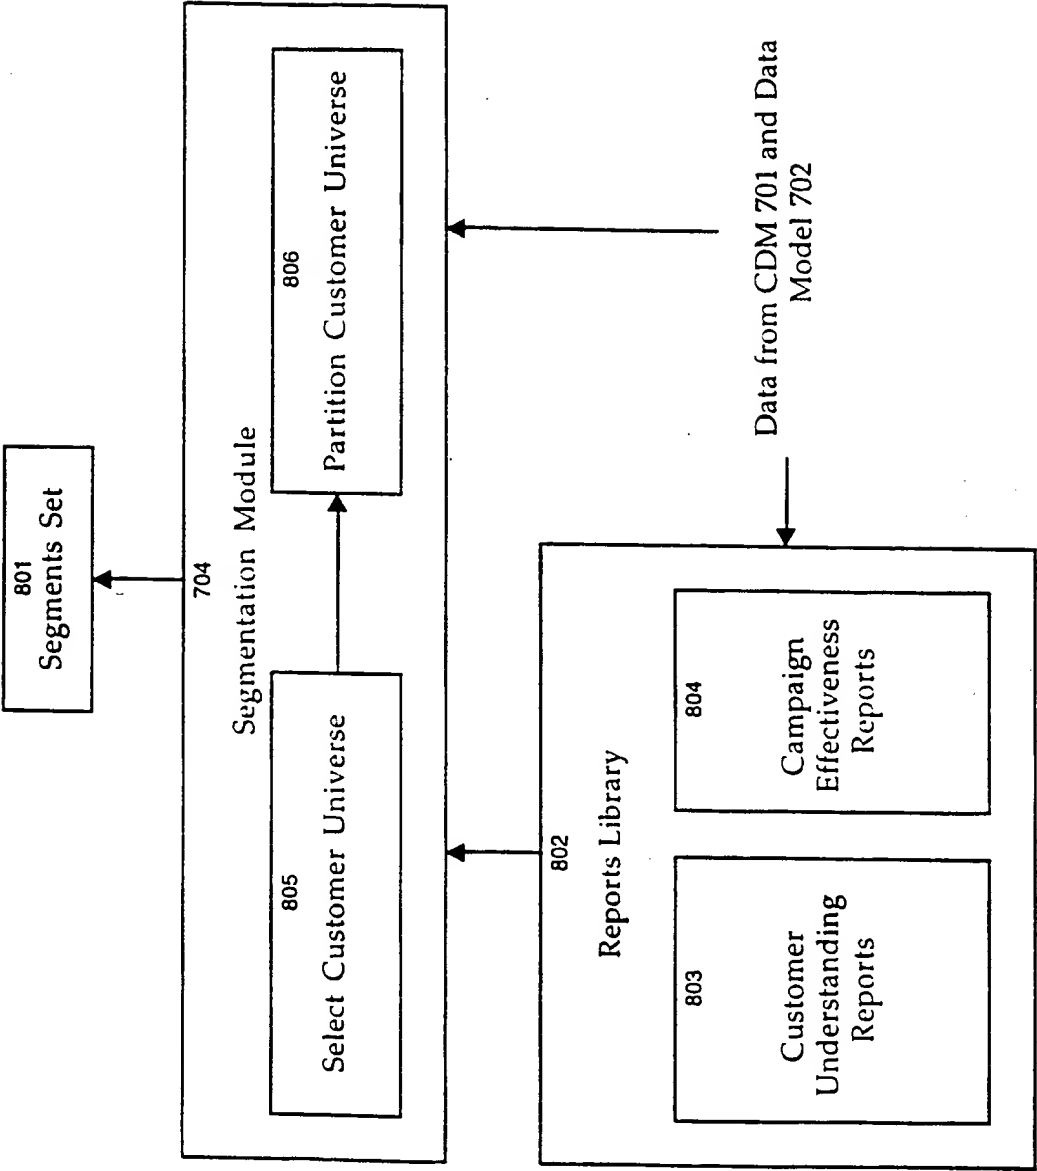 801
Segments Set
704
Segmentation Module
805
Select Customer Universe
806
Partition Customer Universe
802
Reports Library
803
Customer
Understanding
Reports
804
Campaign
Effectiveness
Reports
Data from CDM 701 and Data
Model 702